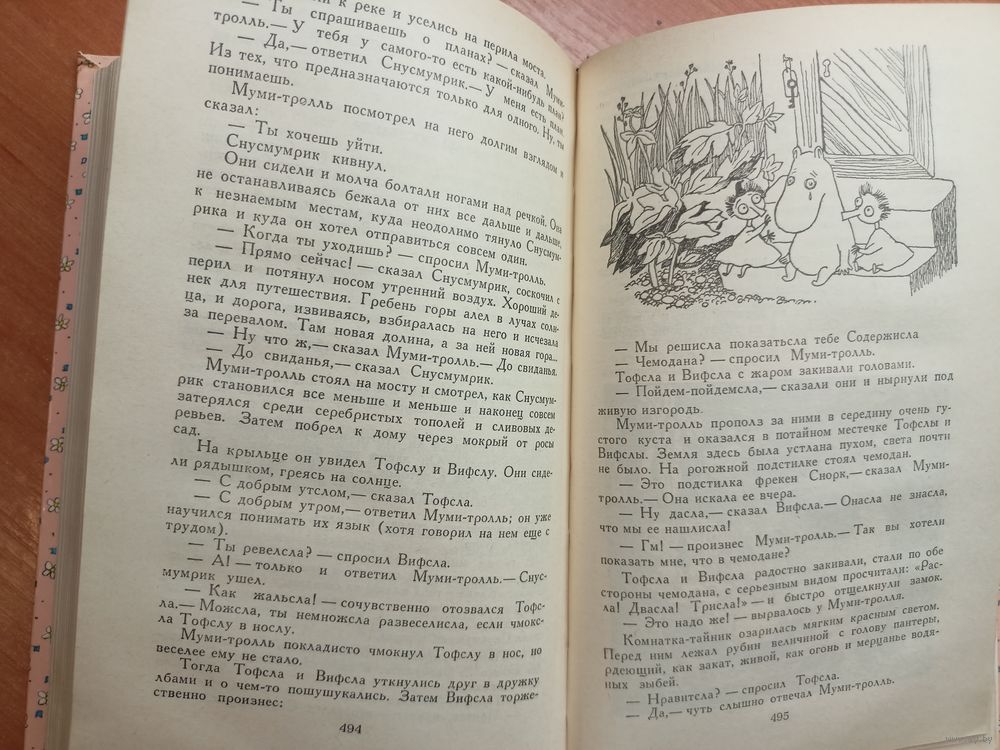 к реке и уселись на перила моста.
— Ты спрашиваешь о планах? — сказал Муми-
тролль.— У тебя у самого-то есть какой-нибудь план?
— Да,— ответил Снусмумрик.— У меня есть план.
Из тех, что предназначаются только для одного. Ну, ты
понимаешь.
Муми-тролль посмотрел на него долгим взглядом и
сказал:
— Ты хочешь уйти.
Снусмумрик кивнул.
Они сидели и молча болтали ногами над речкой. Она
не останавливаясь бежала от них все дальше и дальше,
к незнаемым местам, куда неодолимо тянуло Снусмум-
рика и куда он хотел отправиться совсем один.
— Когда ты уходишь? — спросил Муми-тролль.
— Прямо сейчас! — сказал Снусмумрик, соскочил с
перил и потянул носом утренний воздух. Хороший де-
нек для путешествия. Гребень горы алел в лучах солн-
ца, и дорога, извиваясь, взбиралась на него и исчезала
за перевалом. Там новая долина, а за ней новая гора...
— Ну что ж,— сказал Муми-тролль.— До свиданья.
— До свиданья,— сказал Снусмумрик.
Муми-тролль стоял на мосту и смотрел, как Снусмум-
рик становился все меньше и меньше и наконец совсем
затерялся среди серебристых тополей и сливовых де-
ревьев. Затем побрел к дому через мокрый от росы
сад.
На крыльце он увидел Тофслу и Вифслу. Они сиде-
ли рядышком, греясь на солнце.
— С добрым утслом,— сказал Тофсла.
— С добрым утром,— ответил Муми-тролль; он уже
научился понимать их язык (хотя говорил на нем еще с
трудом).
— Ты ревелсла? — спросил Вифсла.
— А! — только и ответил Муми-тролль.— Снус-
мумрик ушел.
— Как жальсла! — сочувственно отозвался Тофс-
ла.— Можсла, ты немножсла развеселисла, если чмокс-
ла Тофслу в нослу.
Муми-тролль покладисто чмокнул Тофслу в нос, но
веселее ему не стало.
Тогда Тофсла и Вифсла уткнулись друг в дружку
лбами и о чем-то пошушукались. Затем Вифсла торже-
ственно произнес:
494
— Мы решисла показатьсла тебе Содержисла
— Чемодана? — спросил Муми-тролль.
Тофсла и Вифсла с жаром закивали головами.
— Пойдем-пойдемсла,— сказали они и нырнули под
живую изгородь.
Муми-тролль прополз за ними в середину очень гу-
стого куста и оказался в потайном местечке Тофслы и
Вифслы. Земля здесь была устлана пухом, света почти
не было. На рогожной подстилке стоял чемодан.
— Это подстилка фрекен Снорк,— сказал Муми-
тролль.— Она искала ее вчера.
— Ну дасла,— сказал Вифсла.— Онасла не знасла,
что мы ее нашлисла!
— Гм! — произнес Муми-тролль.— Так вы хотели
показать мне, что в чемодане?
Тофсла и Вифсла радостно закивали, стали по обе
стороны чемодана, с серьезным видом просчитали: «Рас-
ла! Двасла! Трисла!» — и быстро отщелкнули замок.
— Это надо же! — вырвалось у Муми-тролля.
Комнатка-тайник озарилась мягким красным светом.
Перед ним лежал рубин величиной с голову пантеры,
рдеющий, как закат, живой, как огонь и мерцанье водя-
ных зыбей.
— Нравитсла? — спросил Тофсла.
— Да,— чуть слышно отвечал Муми-тролль.
495